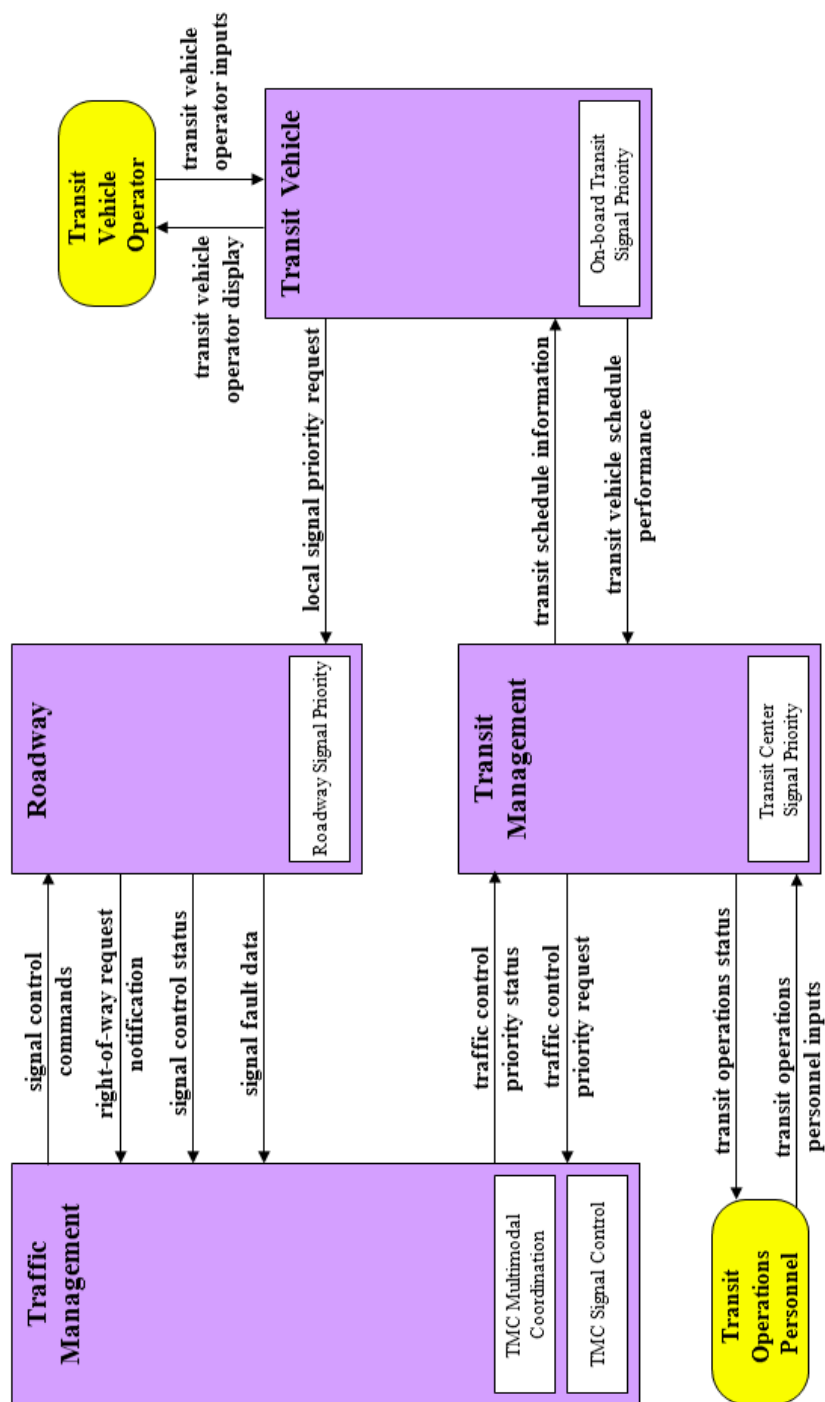 Traffic
Management
TMC Multimodal
Coordination
TMC Signal Control
signal control
commands
right-of-way request
notification
signal control status
signal fault data
Roadway
Roadway Signal Priority
local signal priority request
Transit
Vehicle
Operator
transit vehicle
operator display
transit vehicle
operator inputs
Transit Vehicle
On-board Transit
Signal Priority
traffic control
priority status
traffic control
priority request
Transit
Management
Transit Center
Signal Priority
transit schedule information
transit vehicle schedule
performance
Transit
Operations
Personnel
transit operations status
transit operations
personnel inputs